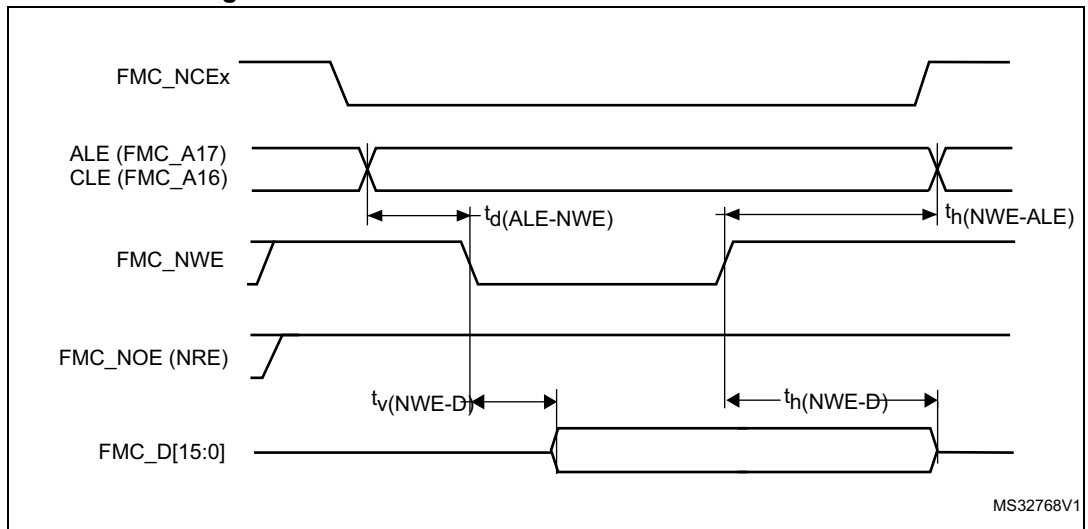 FMC_NCEx
ALE (FMC_A17)
CLE (FMC_A16)
td(ALE-NWE)
th(NWE-ALE)
FMC_NWE
FMC_NOE (NRE)
tv(NWE-D)
th(NWE-D)
FMC_D[15:0]
MS32768V1